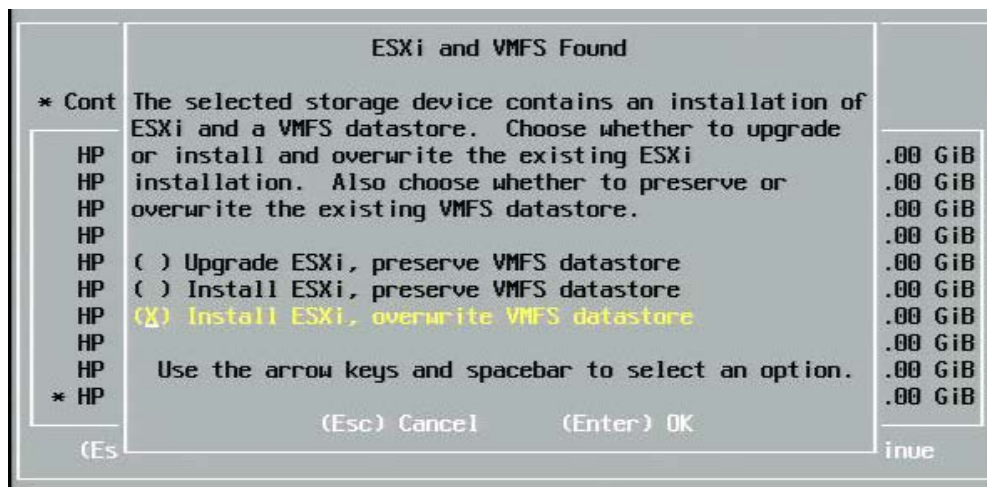 ESXi and VMFS Found
* Cont
The selected storage device contains an installation of
ESXi and a VMFS datastore. Choose whether to upgrade
or install and overwrite the existing ESXi
installation. Also choose whether to preserve or
overwrite the existing VMFS datastore.
HP .00 GiB
HP .00 GiB
HP .00 GiB
HP .00 GiB
HP ( ) Upgrade ESXi, preserve VMFS datastore .00 GiB
HP ( ) Install ESXi, preserve VMFS datastore .00 GiB
HP (X) Install ESXi, overwrite VMFS datastore .00 GiB
HP .00 GiB
HP Use the arrow keys and spacebar to select an option. .00 GiB
* HP .00 GiB
(Esc) Cancel (Enter) OK
(Es inue